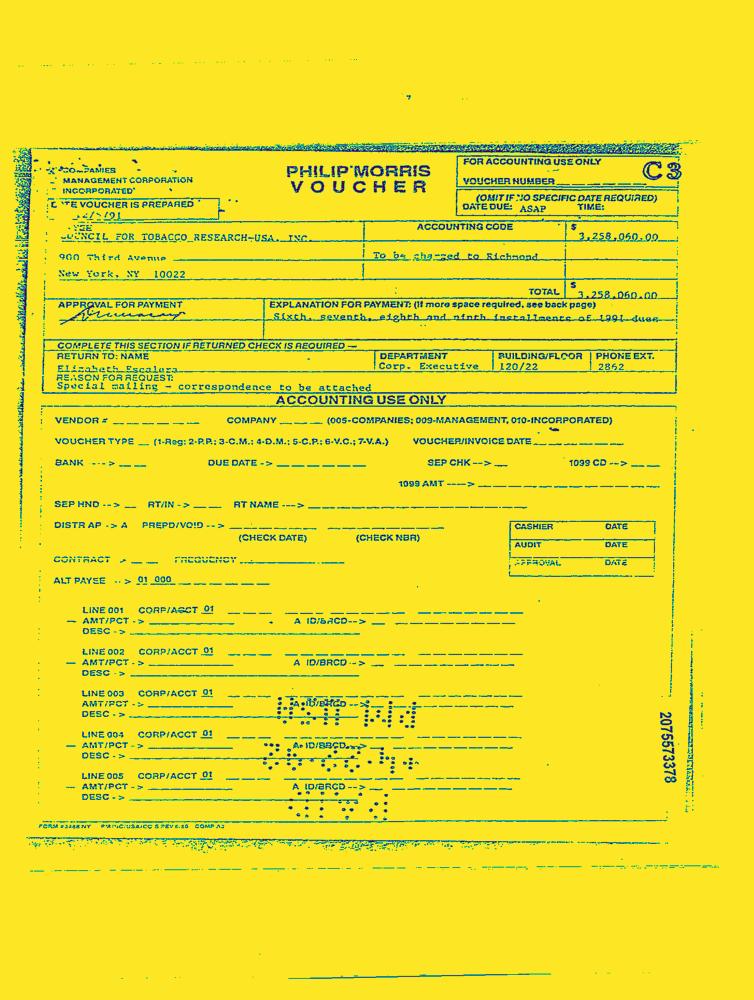 COMPANIES
MANAGEMENT CORPORATION
INCORPORATED
PHILIP MORRIS
VOUCHER
FOR ACCOUNTING USE ONLY
C3
VOUCHER NUMBER
VOUCHER IS PREPARED
(OMIT IF NO SPECIFIC DATE REQUIRED)
DATE DUE: ASAP TIME:
ACCOUNTING CODE
COUNCIL FOR TOBACCO RESEARCH-USA, INC.
$ 3,258,060.00
900 Third Avenue To be charged to Richmond
New York, NY 10022
TOTAL $ 3,258,060.00
APPROVAL FOR PAYMENT
EXPLANATION FOR PAYMENT: (If more space required, see back page)
Sixth, seventh, eighth and ninth installments of 1991 dues
COMPLETE THIS SECTION IF RETURNED CHECK IS REQUIRED —
RETURN TO: NAME DEPARTMENT BUILDING/FLOOR PHONE EXT.
Elizabeth Escalera Corp. Executive 120/22 2862
REASON FOR REQUEST:
Special mailing - correspondence to be attached
ACCOUNTING USE ONLY
VENDOR # COMPANY (005-COMPANIES; 009-MANAGEMENT, 010-INCORPORATED)
VOUCHER TYPE (1-Reg; 2-P.P.; 3-C.M.; 4-D.M.; 5-C.P.; 6-V.C.; 7-V.A.) VOUCHER/INVOICE DATE
BANK ---> DUE DATE -> SEP CHK --> 1099 CD -->
1099 AMT ---->
SEP HND --> RT/IN -> RT NAME --->
DISTR AP -> A PREPD/VOID -->
(CHECK DATE) (CHECK NBR)
CASHIER DATE
AUDIT DATE
APPROVAL DATE
CONTRACT -> FREQUENCY
ALT PAYEE --> 01 000
LINE 001 CORP/ACCT 01
— AMT/PCT -> A ID/BRCD-->
DESC ->
LINE 002 CORP/ACCT 01
— AMT/PCT -> A ID/BRCD -->
DESC ->
LINE 003 CORP/ACCT 01
AMT/PCT -> A ID/BRCD -->
DESC ->
LINE 004 CORP/ACCT 01
— AMT/PCT -> A ID/BRCD-->
DESC ->
LINE 005 CORP/ACCT 01
— AMT/PCT -> A ID/BRCD -->
DESC ->
2075573378